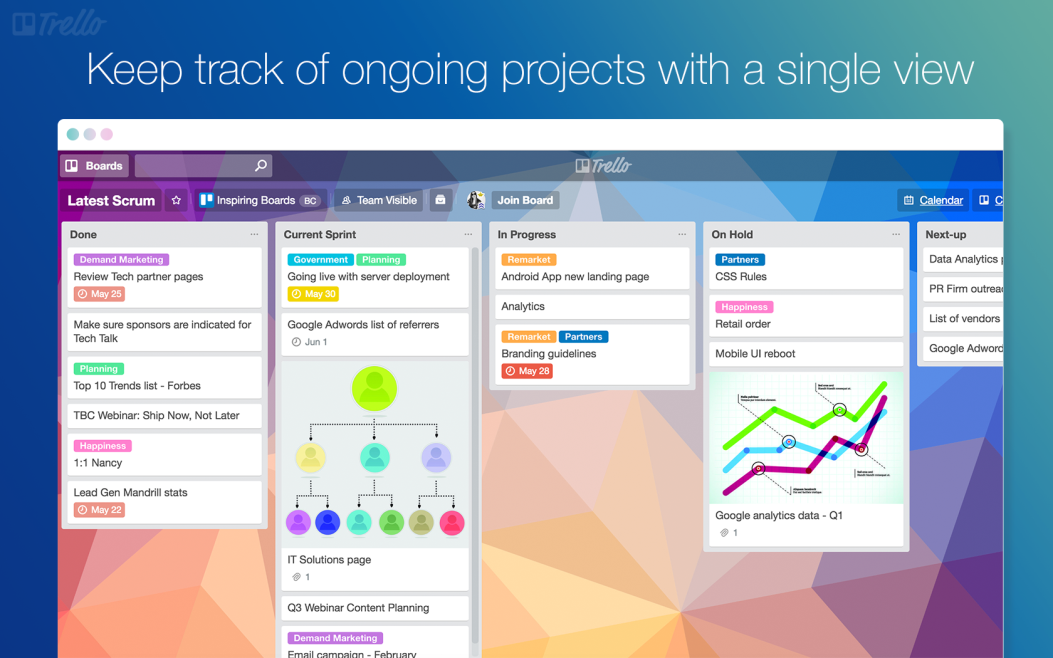 Trello
Keep track of ongoing projects with a single view
Boards
Trello
Latest Scrum
Inspiring Boards BC
Team Visible
Join Board
Calendar
C
Done
Demand Marketing
Review Tech partner pages
May 25
Make sure sponsors are indicated for
Tech Talk
Planning
Top 10 Trends list - Forbes
TBC Webinar: Ship Now, Not Later
Happiness
1:1 Nancy
Lead Gen Mandrill stats
May 22
Current Sprint
Government Planning
Going live with server deployment
May 30
Google Adwords list of referrers
Jun 1
IT Solutions page
1
Q3 Webinar Content Planning
Demand Marketing
Email campaign - February
In Progress
Remarket
Android App new landing page
Analytics
Remarket Partners
Branding guidelines
May 28
On Hold
Partners
CSS Rules
Happiness
Retail order
Mobile UI reboot
Google analytics data - Q1
1
Next-up
Data Analytics
PR Firm outreac
List of vendors
Google Adword